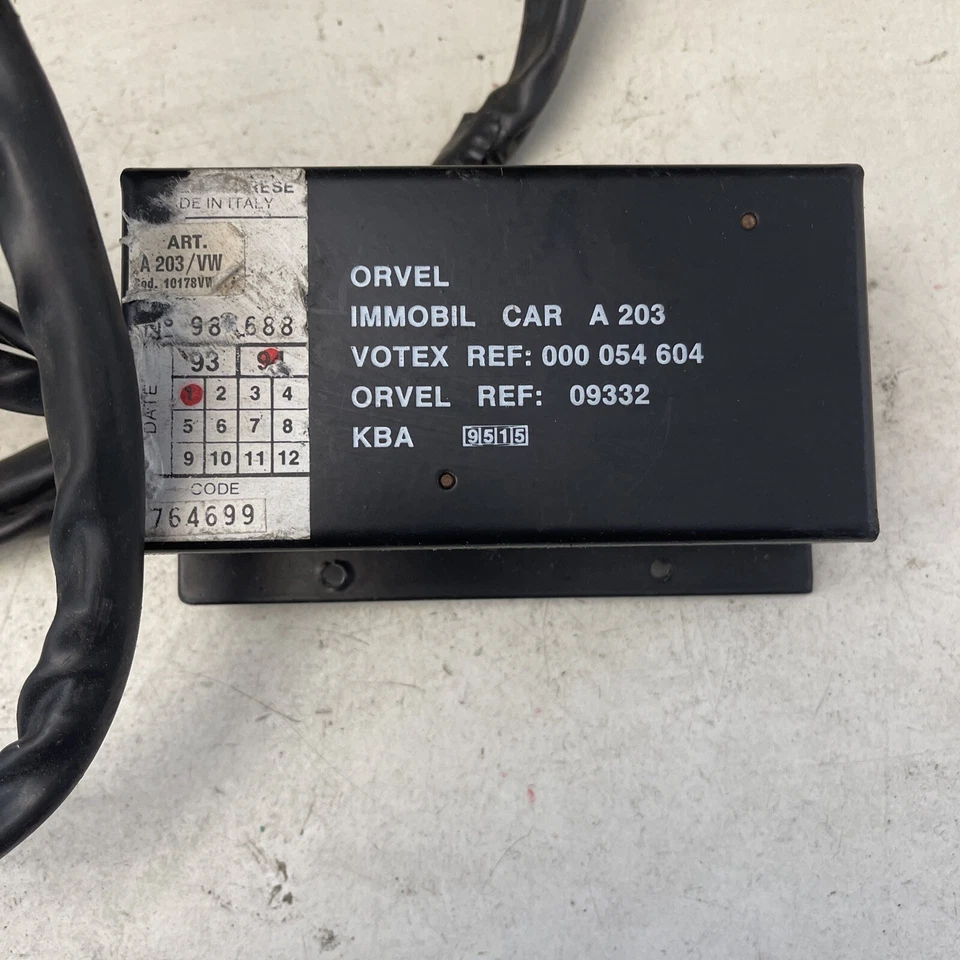 RESE
DE IN ITALY
ART.
A 203/VW
od. 10178VW
N° 98 688
93
DATE
1 2 3 4
5 6 7 8
9 10 11 12
CODE
764699
ORVEL
IMMOBIL CAR A 203
VOTEX REF: 000 054 604
ORVEL REF: 09332
KBA 9515